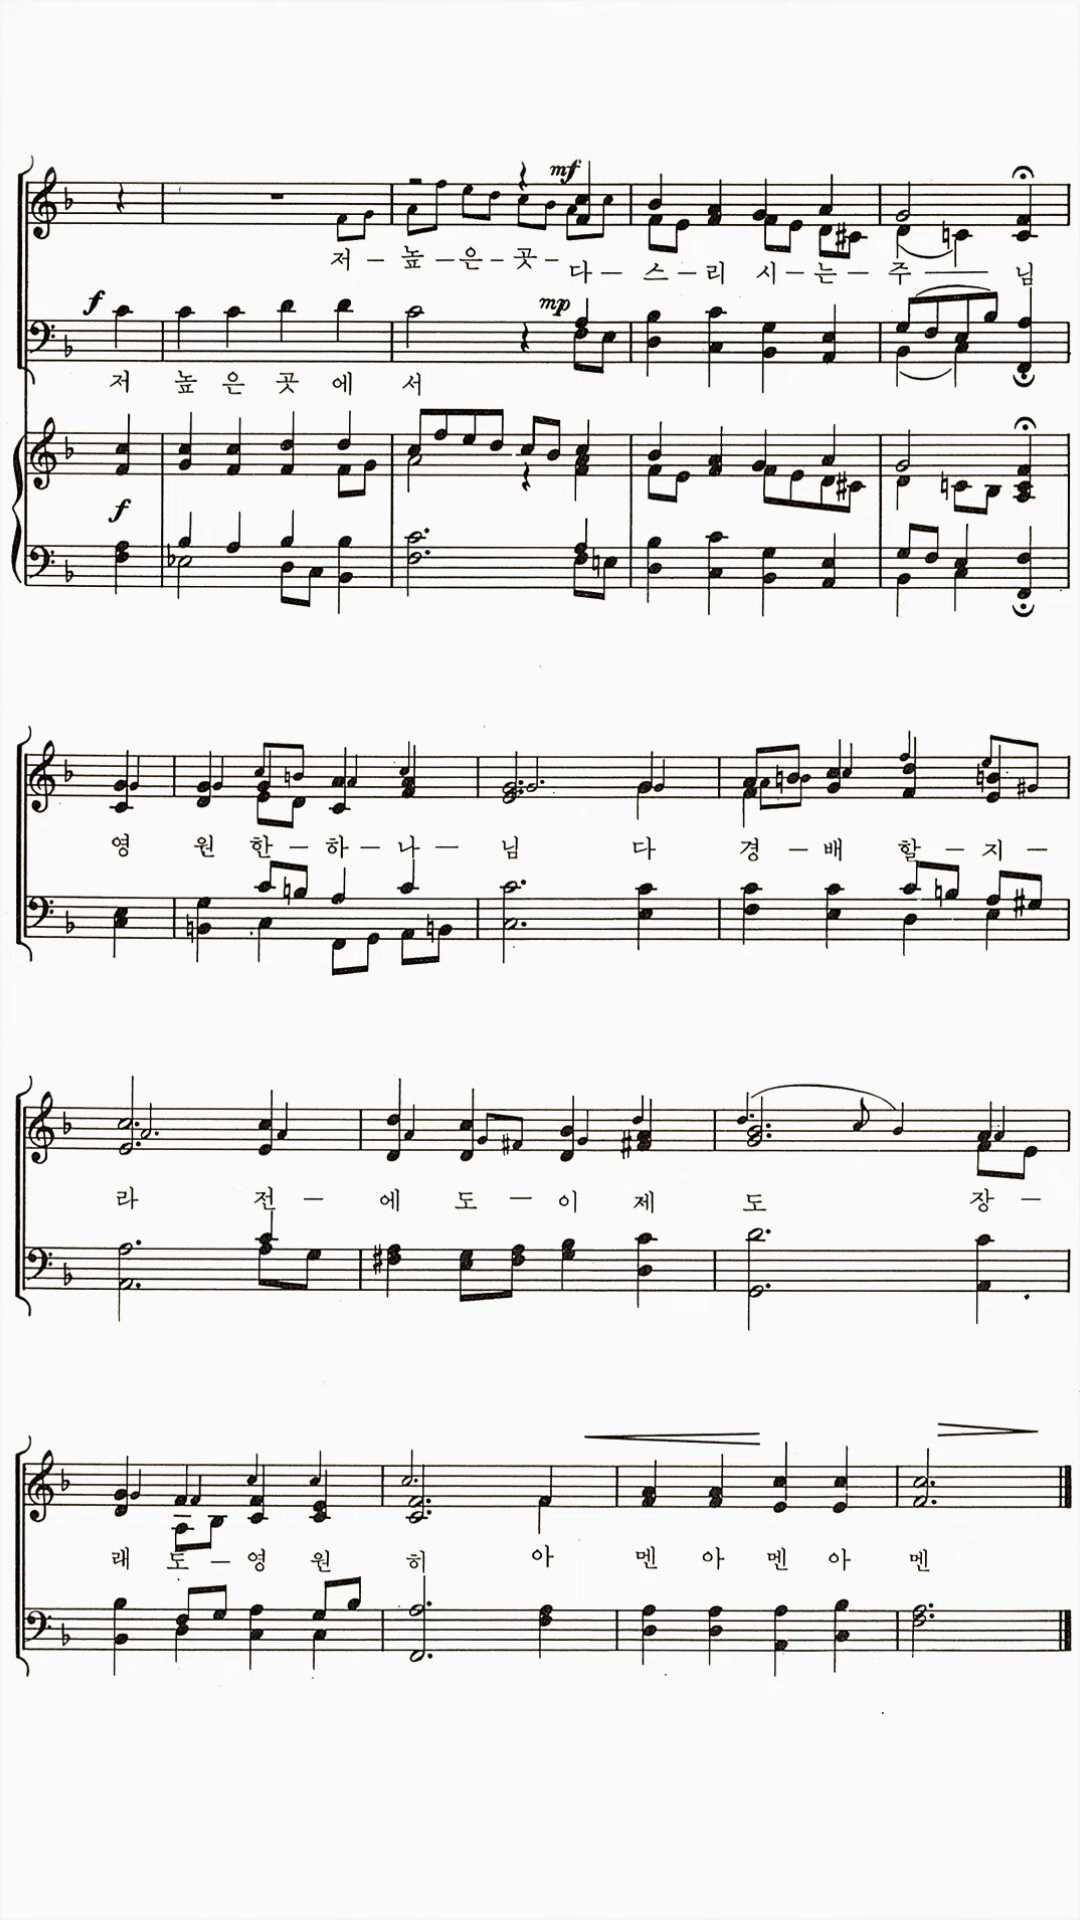 mf
저 – 높 – 은 – 곳 –
다 – 스 – 리 시 – 는 – 주 —— 님
f
mp
저 높 은 곳 에 서
f
영 원 한 – 하 – 나 – 님 다 경 – 배 할 – 지 –
라 전 – 에 도 – 이 제 도 장 –
래 도 – 영 원 히 아 멘 아 멘 아 멘